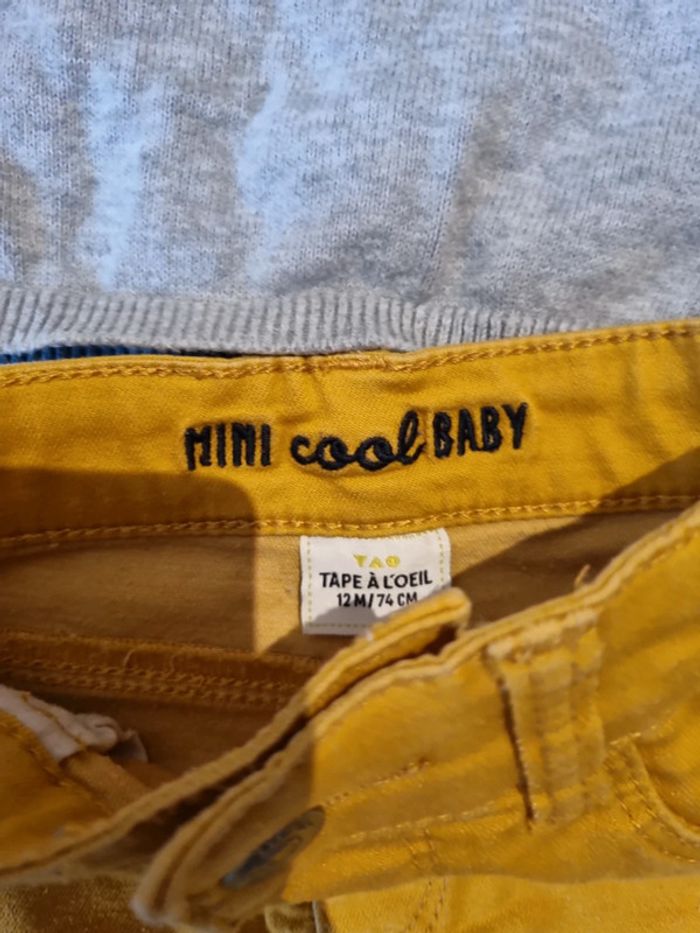 MINI cool BABY
TAO
TAPE À L'OEIL
12M/74 CM